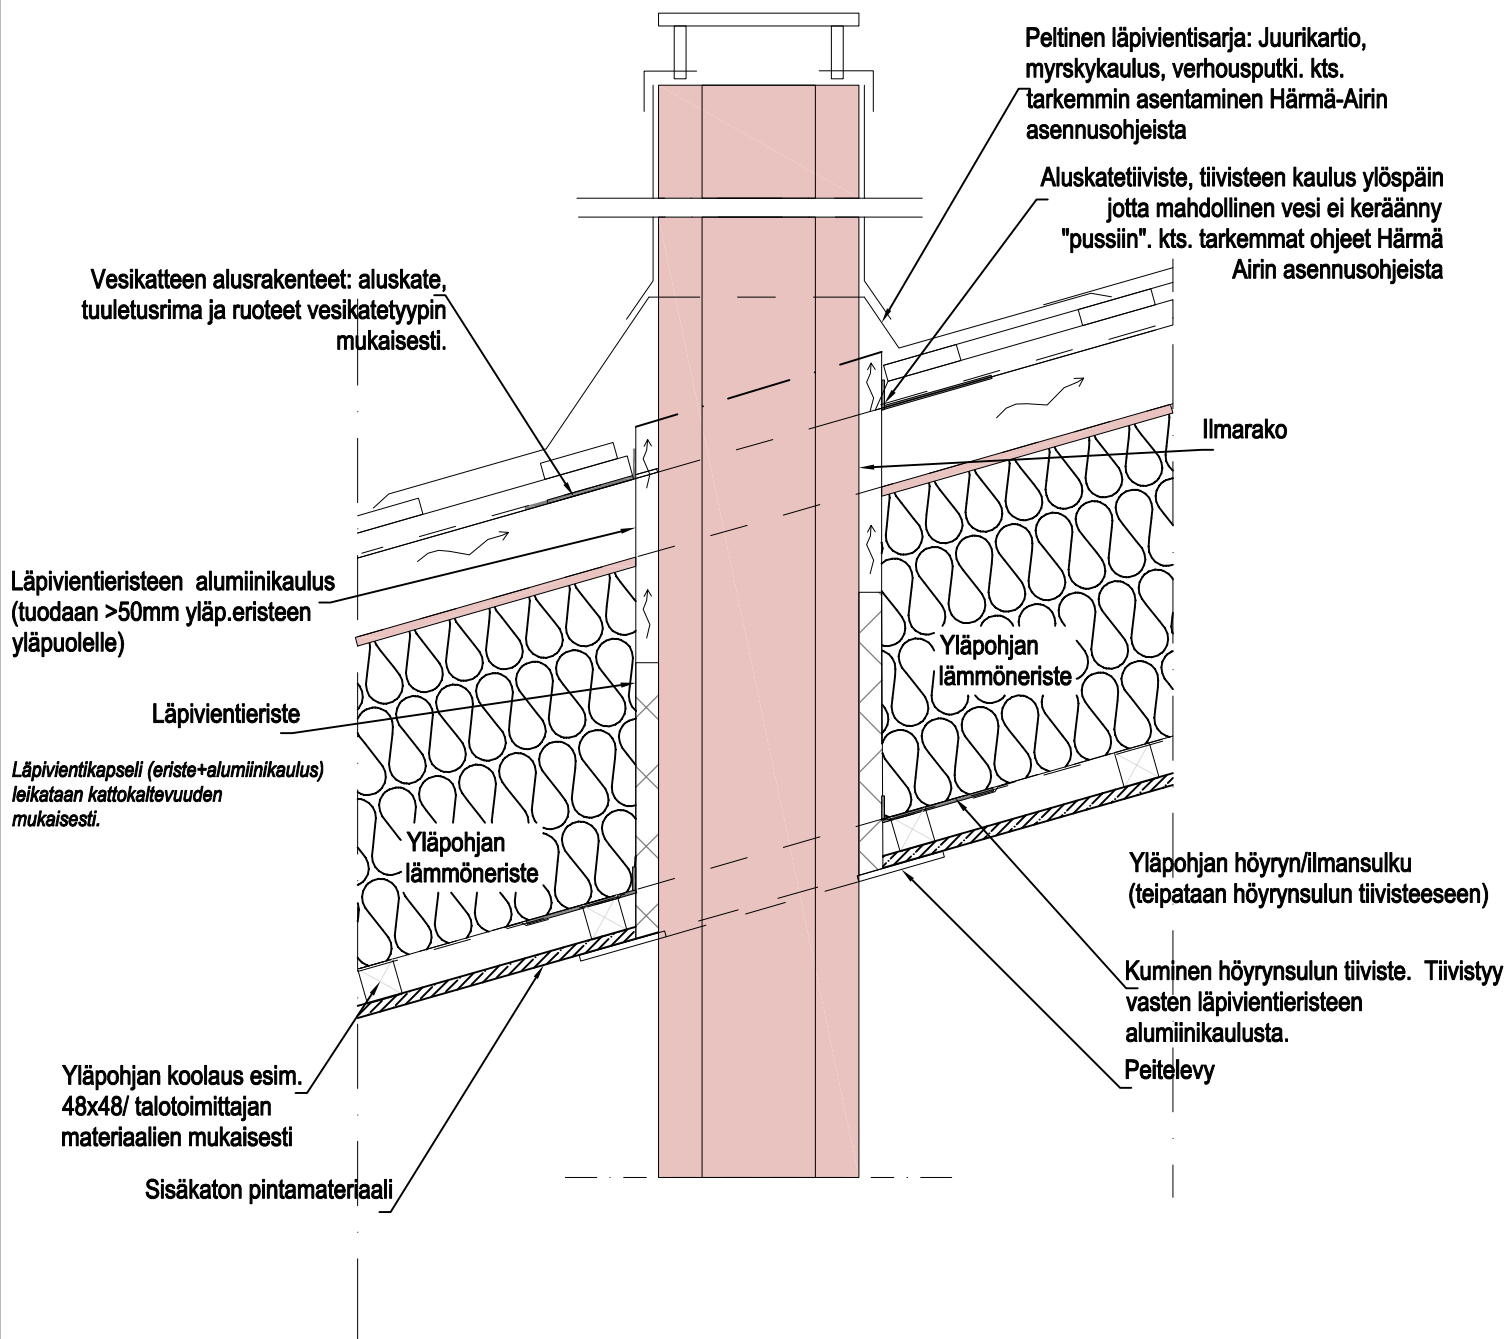 Peltinen läpivientisarja: Juurikartio,
myrskykaulus, verhousputki. kts.
tarkemmin asentaminen Härmä-Airin
asennusohjeista
Aluskatetiiviste, tiivisteen kaulus ylöspäin
jotta mahdollinen vesi ei keräänny
"pussiin". kts. tarkemmat ohjeet Härmä
Airin asennusohjeista
Vesikatteen alusrakenteet: aluskate,
tuuletusrima ja ruoteet vesikatetyypin
mukaisesti.
Ilmarako
Läpivientieristeen alumiinikaulus
(tuodaan >50mm yläp.eristeen
yläpuolelle)
Yläpohjan
lämmöneriste
Läpivientieriste
Läpivientikapseli (eriste+alumiinikaulus)
leikataan kattokaltevuuden
mukaisesti.
Yläpohjan
lämmöneriste
Yläpohjan höyryn/ilmansulku
(teipataan höyrynsulun tiivisteeseen)
Kuminen höyrynsulun tiiviste. Tiivistyy
vasten läpivientieristeen
alumiinikaulusta.
Peitelevy
Yläpohjan koolaus esim.
48x48/ talotoimittajan
materiaalien mukaisesti
Sisäkaton pintamateriaali